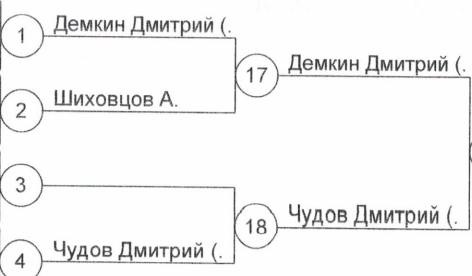 1 Демкин Дмитрий (.
17 Демкин Дмитрий (.
2 Шиховцов А.
3
18 Чудов Дмитрий (.
4 Чудов Дмитрий (.